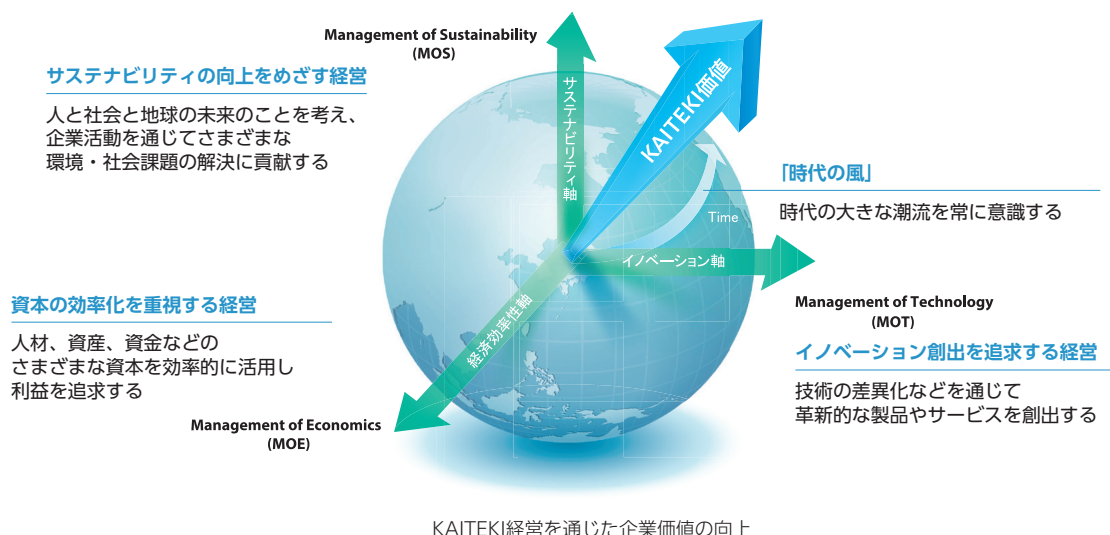 Management of Sustainability
(MOS)
サステナビリティの向上をめざす経営
人と社会と地球の未来のことを考え、
企業活動を通じてさまざまな
環境・社会課題の解決に貢献する
サステナビリティ軸
KAITEKI価値
「時代の風」
時代の大きな潮流を常に意識する
Time
イノベーション軸
Management of Technology
(MOT)
イノベーション創出を追求する経営
技術の差異化などを通じて
革新的な製品やサービスを創出する
資本の効率化を重視する経営
人材、資産、資金などの
さまざまな資本を効率的に活用し
利益を追求する
経済効率性軸
Management of Economics
(MOE)
KAITEKI経営を通じた企業価値の向上